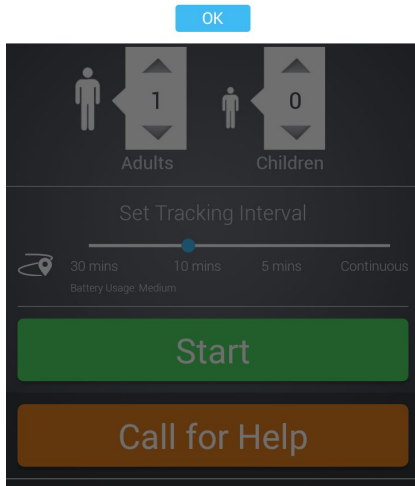 OK
1 0
Adults Children
Set Tracking Interval
30 mins 10 mins 5 mins Continuous
Battery Usage: Medium
Start
Call for Help